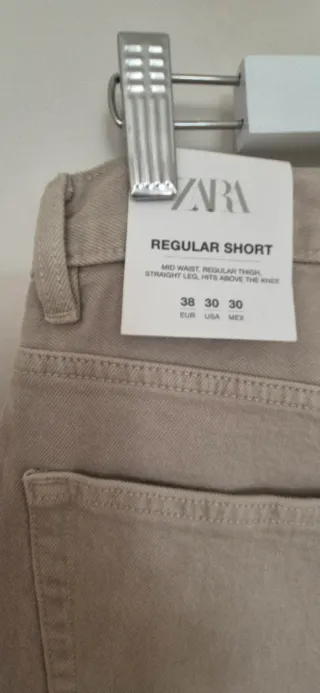 ZARA
REGULAR SHORT
MID WAIST, REGULAR THIGH,
STRAIGHT LEG, HITS ABOVE THE KNEE
38 30 30
EUR USA MEX